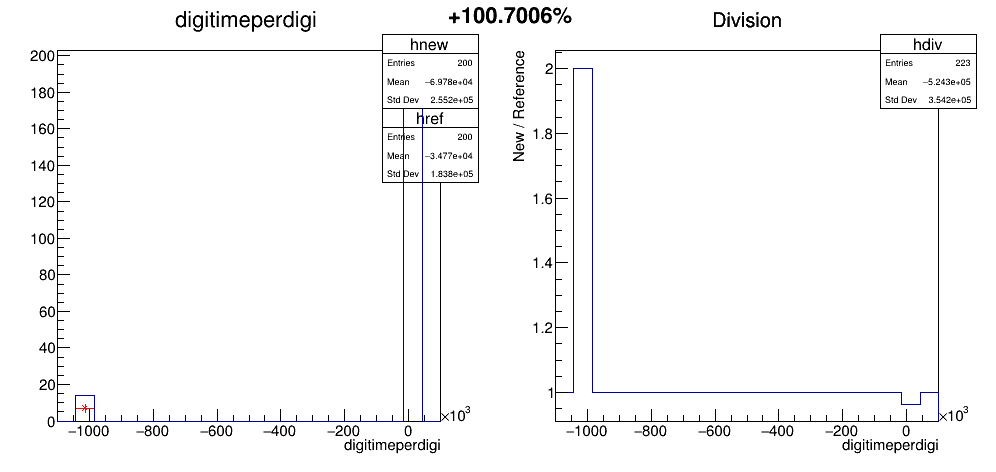 digitimeperdigi
+100.7006%
Division
hnew
Entries 200
Mean −6.978e+04
Std Dev 2.552e+05
href
Entries 200
Mean −3.477e+04
Std Dev 1.838e+05
200
180
160
140
120
100
80
60
40
20
0
−1000 −800 −600 −400 −200 0
×10³
digitimeperdigi
hdiv
Entries 223
Mean −5.243e+05
Std Dev 3.542e+05
New / Reference
2
1.8
1.6
1.4
1.2
1
−1000 −800 −600 −400 −200 0
×10³
digitimeperdigi